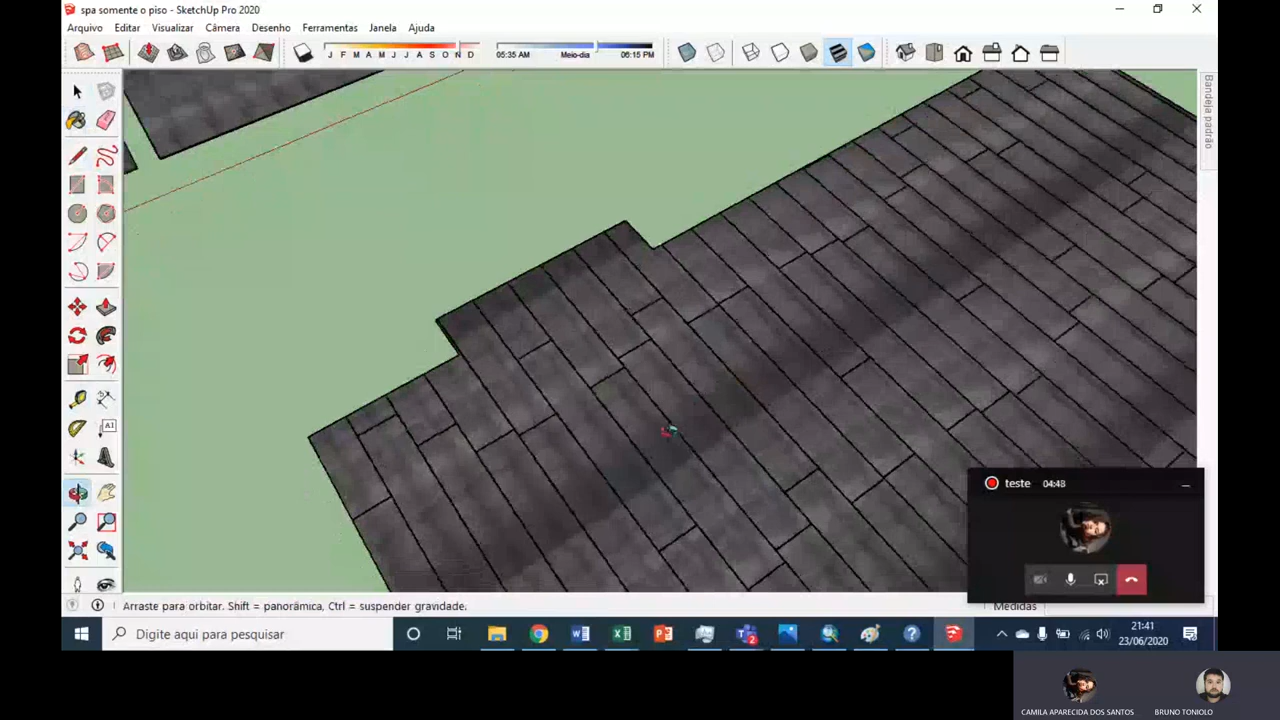 spa somente o piso - SketchUp Pro 2020
Arquivo Editar Visualizar Câmera Desenho Ferramentas Janela Ajuda
J F M A M J J A S O N D
05:35 AM Meio-dia 06:15 PM
Bandeja padrão
AI
teste 04:48
Arraste para orbitar. Shift = panorâmica, Ctrl = suspender gravidade.
Medidas
Digite aqui para pesquisar
2
21:41
23/06/2020
CAMILA APARECIDA DOS SANTOS
BRUNO TONIOLO